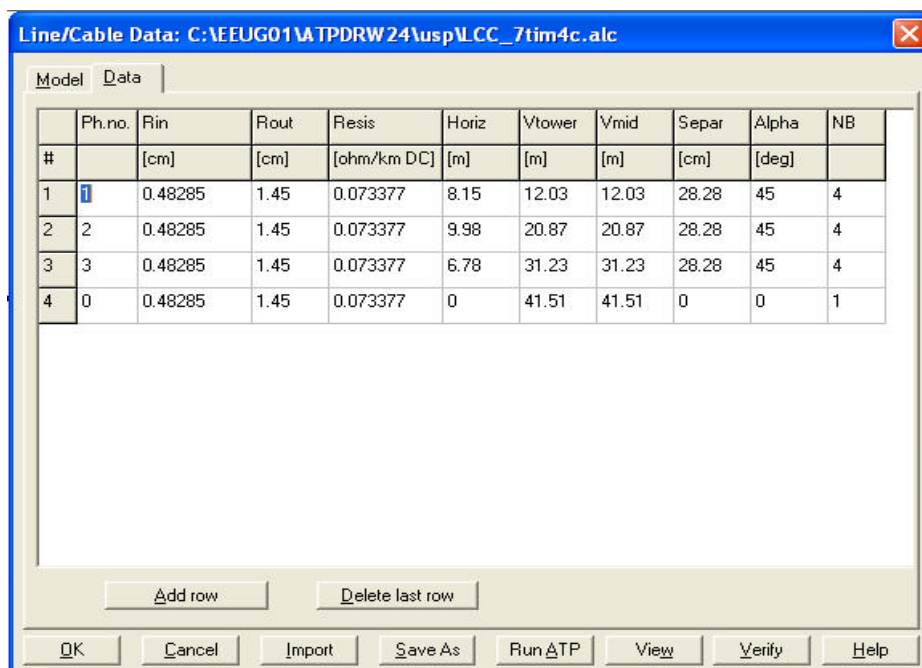 Line/Cable Data: C:\EEUG01\ATPDRW24\usp\LCC_7tim4c.alc
Model Data
Ph.no. Rin Rout Resis Horiz Vtower Vmid Separ Alpha NB
# [cm] [cm] [ohm/km DC] [m] [m] [m] [cm] [deg]
1 1 0.48285 1.45 0.073377 8.15 12.03 12.03 28.28 45 4
2 2 0.48285 1.45 0.073377 9.98 20.87 20.87 28.28 45 4
3 3 0.48285 1.45 0.073377 6.78 31.23 31.23 28.28 45 4
4 0 0.48285 1.45 0.073377 0 41.51 41.51 0 0 1
Add row Delete last row
OK Cancel Import Save As Run ATP View Verify Help